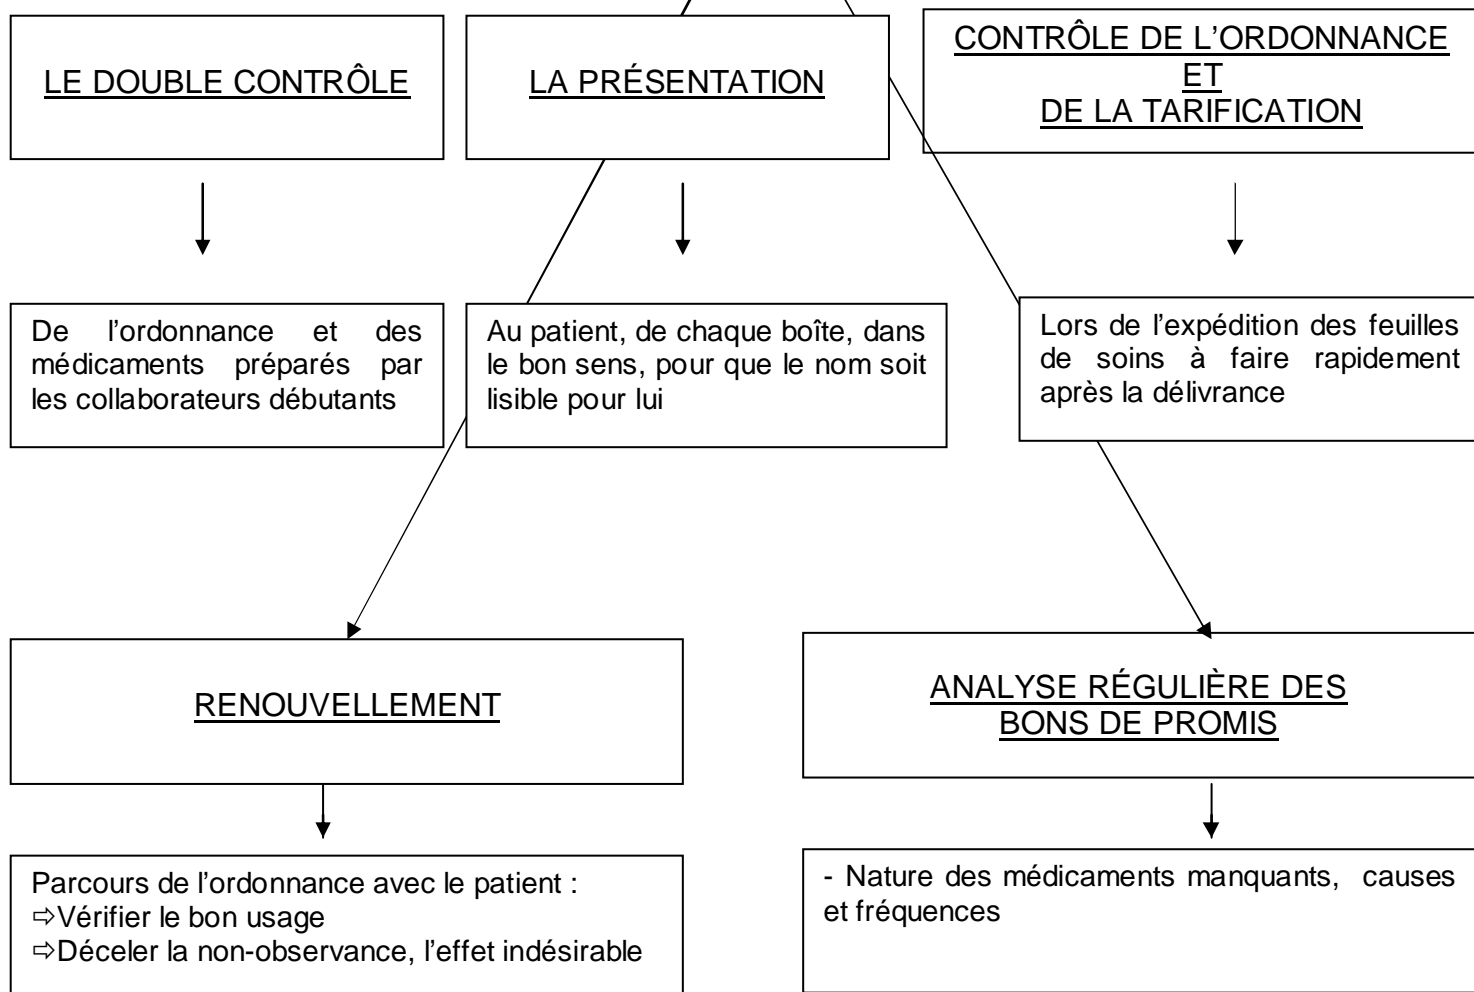 LE DOUBLE CONTRÔLE
LA PRÉSENTATION
CONTRÔLE DE L’ORDONNANCE
ET
DE LA TARIFICATION
De l’ordonnance et des
médicaments préparés par
les collaborateurs débutants
Au patient, de chaque boîte, dans
le bon sens, pour que le nom soit
lisible pour lui
Lors de l’expédition des feuilles
de soins à faire rapidement
après la délivrance
RENOUVELLEMENT
ANALYSE RÉGULIÈRE DES
BONS DE PROMIS
Parcours de l’ordonnance avec le patient :
⇨Vérifier le bon usage
⇨Déceler la non-observance, l’effet indésirable
- Nature des médicaments manquants, causes
et fréquences